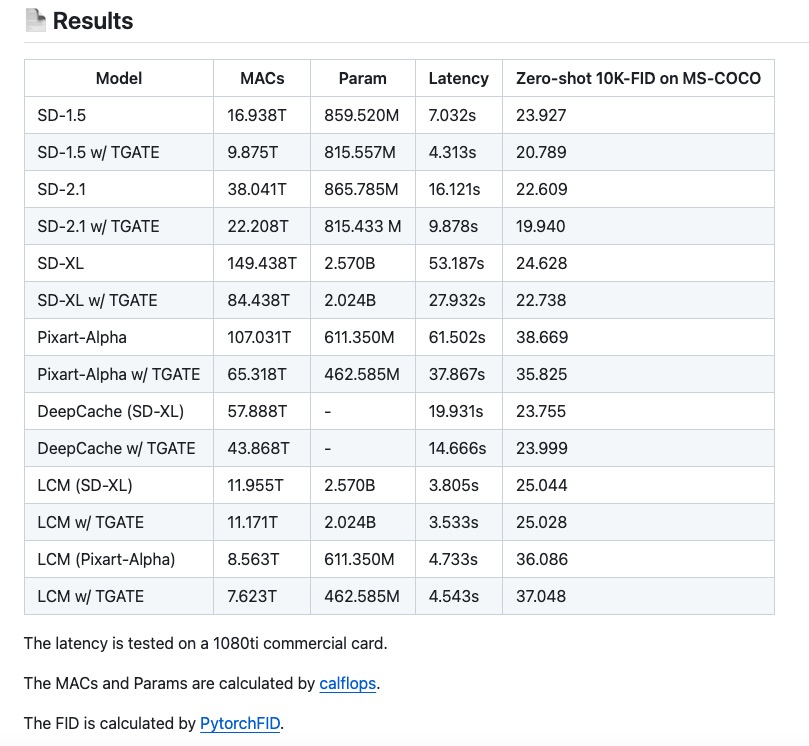 Results
Model MACs Param Latency Zero-shot 10K-FID on MS-COCO
SD-1.5 16.938T 859.520M 7.032s 23.927
SD-1.5 w/ TGATE 9.875T 815.557M 4.313s 20.789
SD-2.1 38.041T 865.785M 16.121s 22.609
SD-2.1 w/ TGATE 22.208T 815.433 M 9.878s 19.940
SD-XL 149.438T 2.570B 53.187s 24.628
SD-XL w/ TGATE 84.438T 2.024B 27.932s 22.738
Pixart-Alpha 107.031T 611.350M 61.502s 38.669
Pixart-Alpha w/ TGATE 65.318T 462.585M 37.867s 35.825
DeepCache (SD-XL) 57.888T - 19.931s 23.755
DeepCache w/ TGATE 43.868T - 14.666s 23.999
LCM (SD-XL) 11.955T 2.570B 3.805s 25.044
LCM w/ TGATE 11.171T 2.024B 3.533s 25.028
LCM (Pixart-Alpha) 8.563T 611.350M 4.733s 36.086
LCM w/ TGATE 7.623T 462.585M 4.543s 37.048
The latency is tested on a 1080ti commercial card.
The MACs and Params are calculated by calflops.
The FID is calculated by PytorchFID.